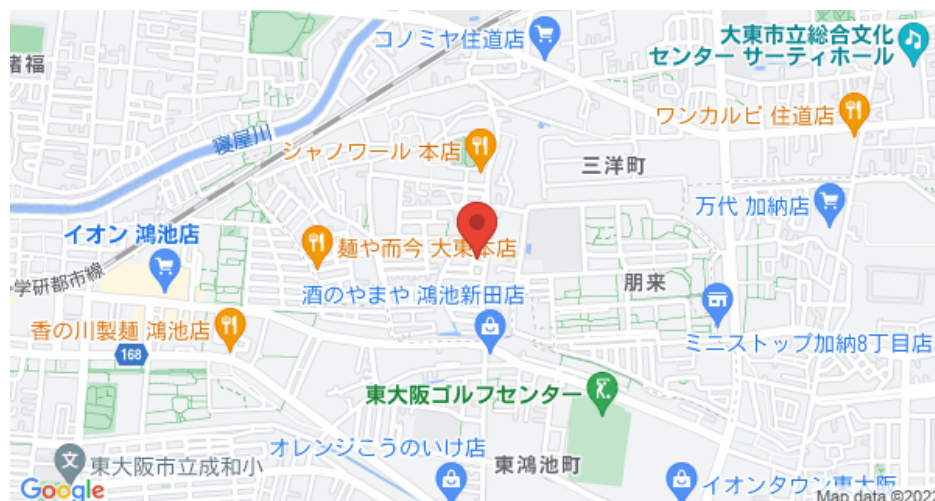 コノミヤ住道店
大東市立総合文化
センター サーティホール
諸福
ワンカルビ 住道店
寝屋川
シャノワール 本店
三洋町
万代 加納店
イオン 鴻池店
麺や而今 大東本店
学研都市線
酒のやまや 鴻池新田店
朋来
香の川製麺 鴻池店
ミニストップ加納8丁目店
168
東大阪ゴルフセンター
オレンジこうのいけ店
東鴻池町
文
東大阪市立成和小
イオンタウン東大阪
Google
Map data ©202